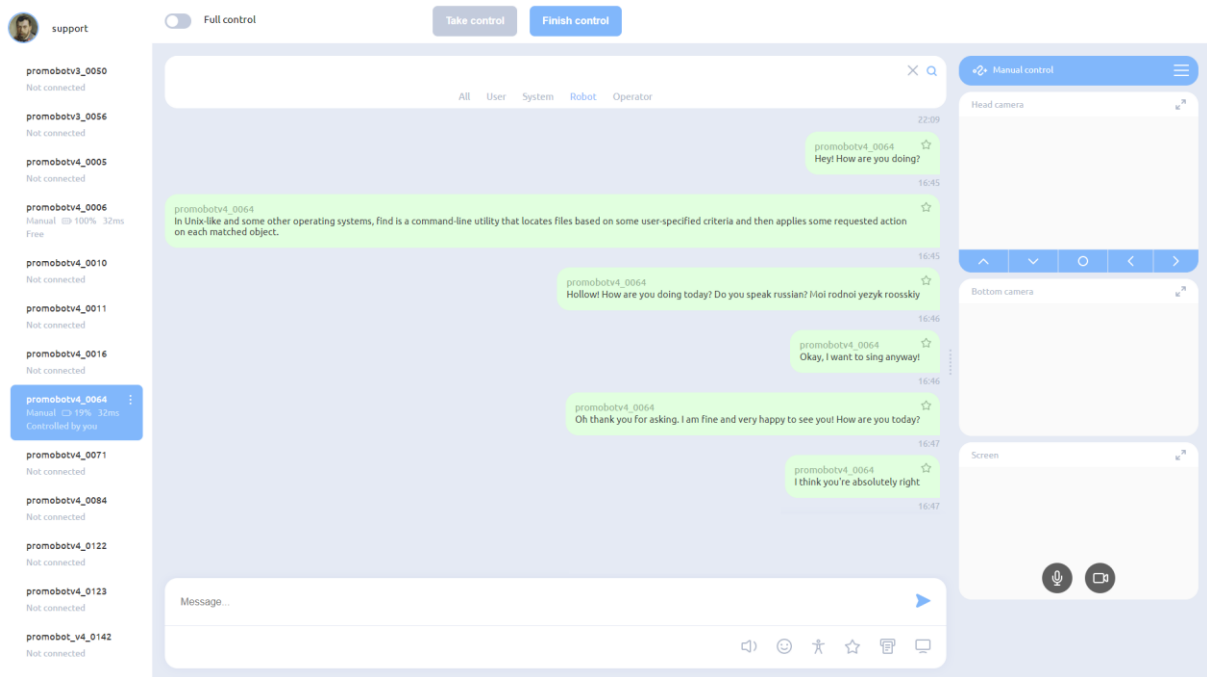 support
Full control
Take control
Finish control
promobotv3_0050
Not connected
promobotv3_0056
Not connected
promobotv4_0005
Not connected
promobotv4_0006
Manual 100% 32ms
Free
promobotv4_0010
Not connected
promobotv4_0011
Not connected
promobotv4_0016
Not connected
promobotv4_0064
Manual 19% 32ms
Controlled by you
promobotv4_0071
Not connected
promobotv4_0084
Not connected
promobotv4_0122
Not connected
promobotv4_0123
Not connected
promobot_v4_0142
Not connected
All User System Robot Operator
22:09
promobotv4_0064
Hey! How are you doing?
16:45
promobotv4_0064
In Unix-like and some other operating systems, find is a command-line utility that locates files based on some user-specified criteria and then applies some requested action
on each matched object.
16:45
promobotv4_0064
Hollow! How are you doing today? Do you speak russian? Moi rodnoi yezyk roosskiy
16:46
promobotv4_0064
Okay, I want to sing anyway!
16:46
promobotv4_0064
Oh thank you for asking. I am fine and very happy to see you! How are you today?
16:47
promobotv4_0064
I think you're absolutely right
16:47
Message...
Manual control
Head camera
Bottom camera
Screen